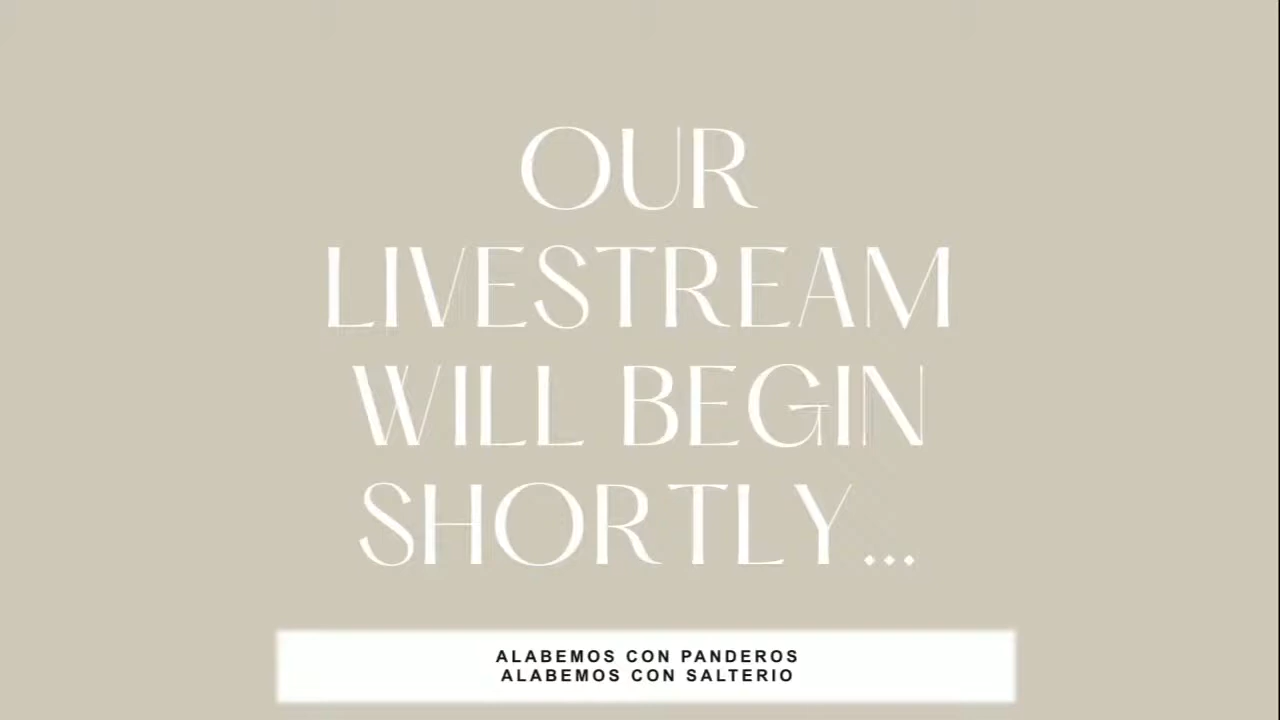 OUR
LIVESTREAM
WILL BEGIN
SHORTLY...
ALABEMOS CON PANDEROS
ALABEMOS CON SALTERIO